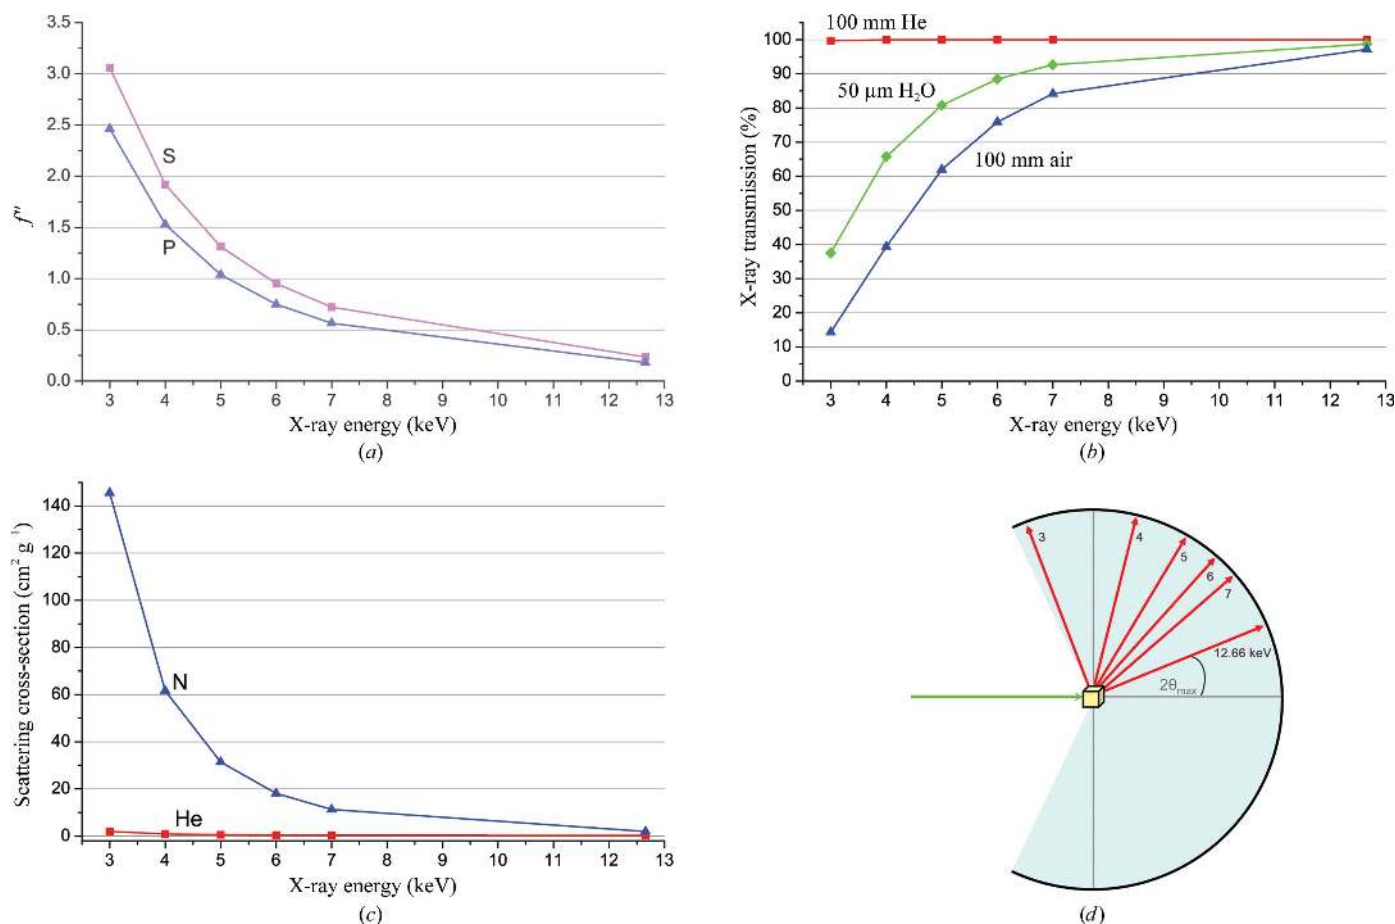 3.5
3.0
2.5
2.0
1.5
1.0
0.5
0.0
f″
S
P
3 4 5 6 7 8 9 10 11 12 13
X-ray energy (keV)
(a)
100
90
80
70
60
50
40
30
20
10
0
X-ray transmission (%)
100 mm He
50 μm H₂O
100 mm air
3 4 5 6 7 8 9 10 11 12 13
X-ray energy (keV)
(b)
140
120
100
80
60
40
20
0
Scattering cross-section (cm² g⁻¹)
N
He
3 4 5 6 7 8 9 10 11 12 13
X-ray energy (keV)
(c)
3
4
5
6
7
12.66 keV
2θmax
(d)